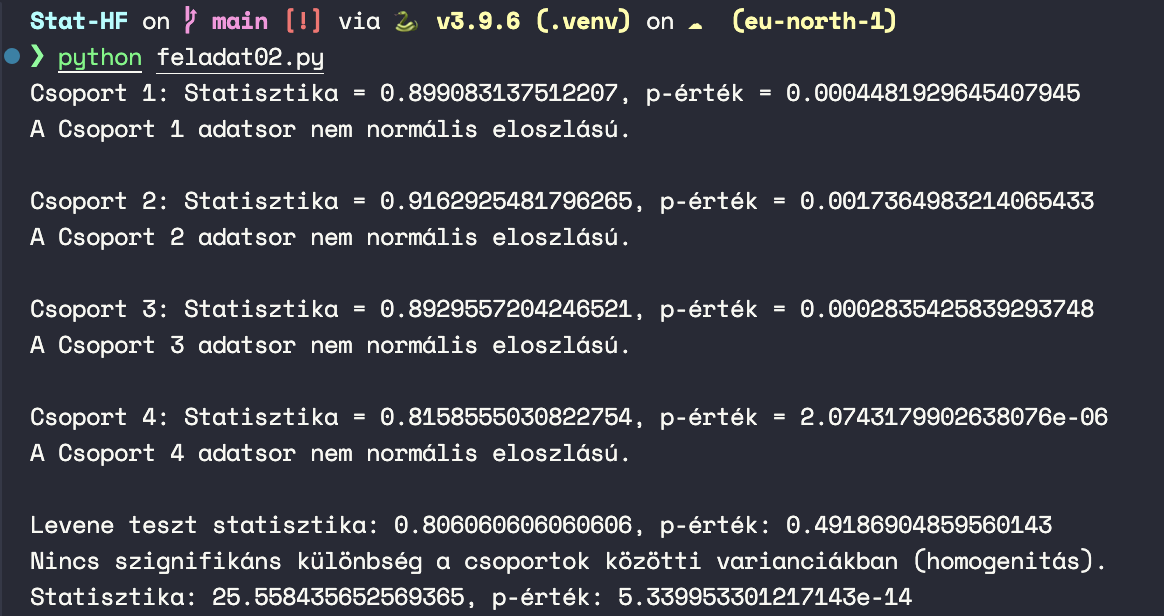 Stat-HF on main [!] via v3.9.6 (.venv) on (eu-north-1)
❯ python feladat02.py
Csoport 1: Statisztika = 0.899083137512207, p-érték = 0.0004481929645407945
A Csoport 1 adatsor nem normális eloszlású.
Csoport 2: Statisztika = 0.9162925481796265, p-érték = 0.0017364983214065433
A Csoport 2 adatsor nem normális eloszlású.
Csoport 3: Statisztika = 0.8929557204246521, p-érték = 0.0002835425839293748
A Csoport 3 adatsor nem normális eloszlású.
Csoport 4: Statisztika = 0.8158555030822754, p-érték = 2.0743179902638076e-06
A Csoport 4 adatsor nem normális eloszlású.
Levene teszt statisztika: 0.806060606060606, p-érték: 0.49186904859560143
Nincs szignifikáns különbség a csoportok közötti varianciákban (homogenitás).
Statisztika: 25.558435652569365, p-érték: 5.339953301217143e-14